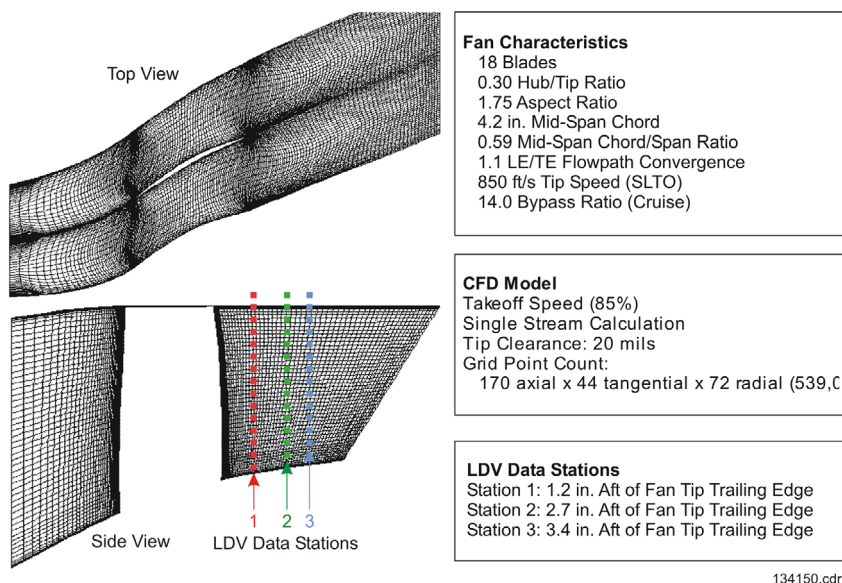 Top View
Side View
1 2 3
LDV Data Stations
Fan Characteristics
18 Blades
0.30 Hub/Tip Ratio
1.75 Aspect Ratio
4.2 in. Mid-Span Chord
0.59 Mid-Span Chord/Span Ratio
1.1 LE/TE Flowpath Convergence
850 ft/s Tip Speed (SLTO)
14.0 Bypass Ratio (Cruise)
CFD Model
Takeoff Speed (85%)
Single Stream Calculation
Tip Clearance: 20 mils
Grid Point Count:
170 axial x 44 tangential x 72 radial
LDV Data Stations
Station 1: 1.2 in. Aft of Fan Tip Trailing Edge
Station 2: 2.7 in. Aft of Fan Tip Trailing Edge
Station 3: 3.4 in. Aft of Fan Tip Trailing Edge
134150.cdr